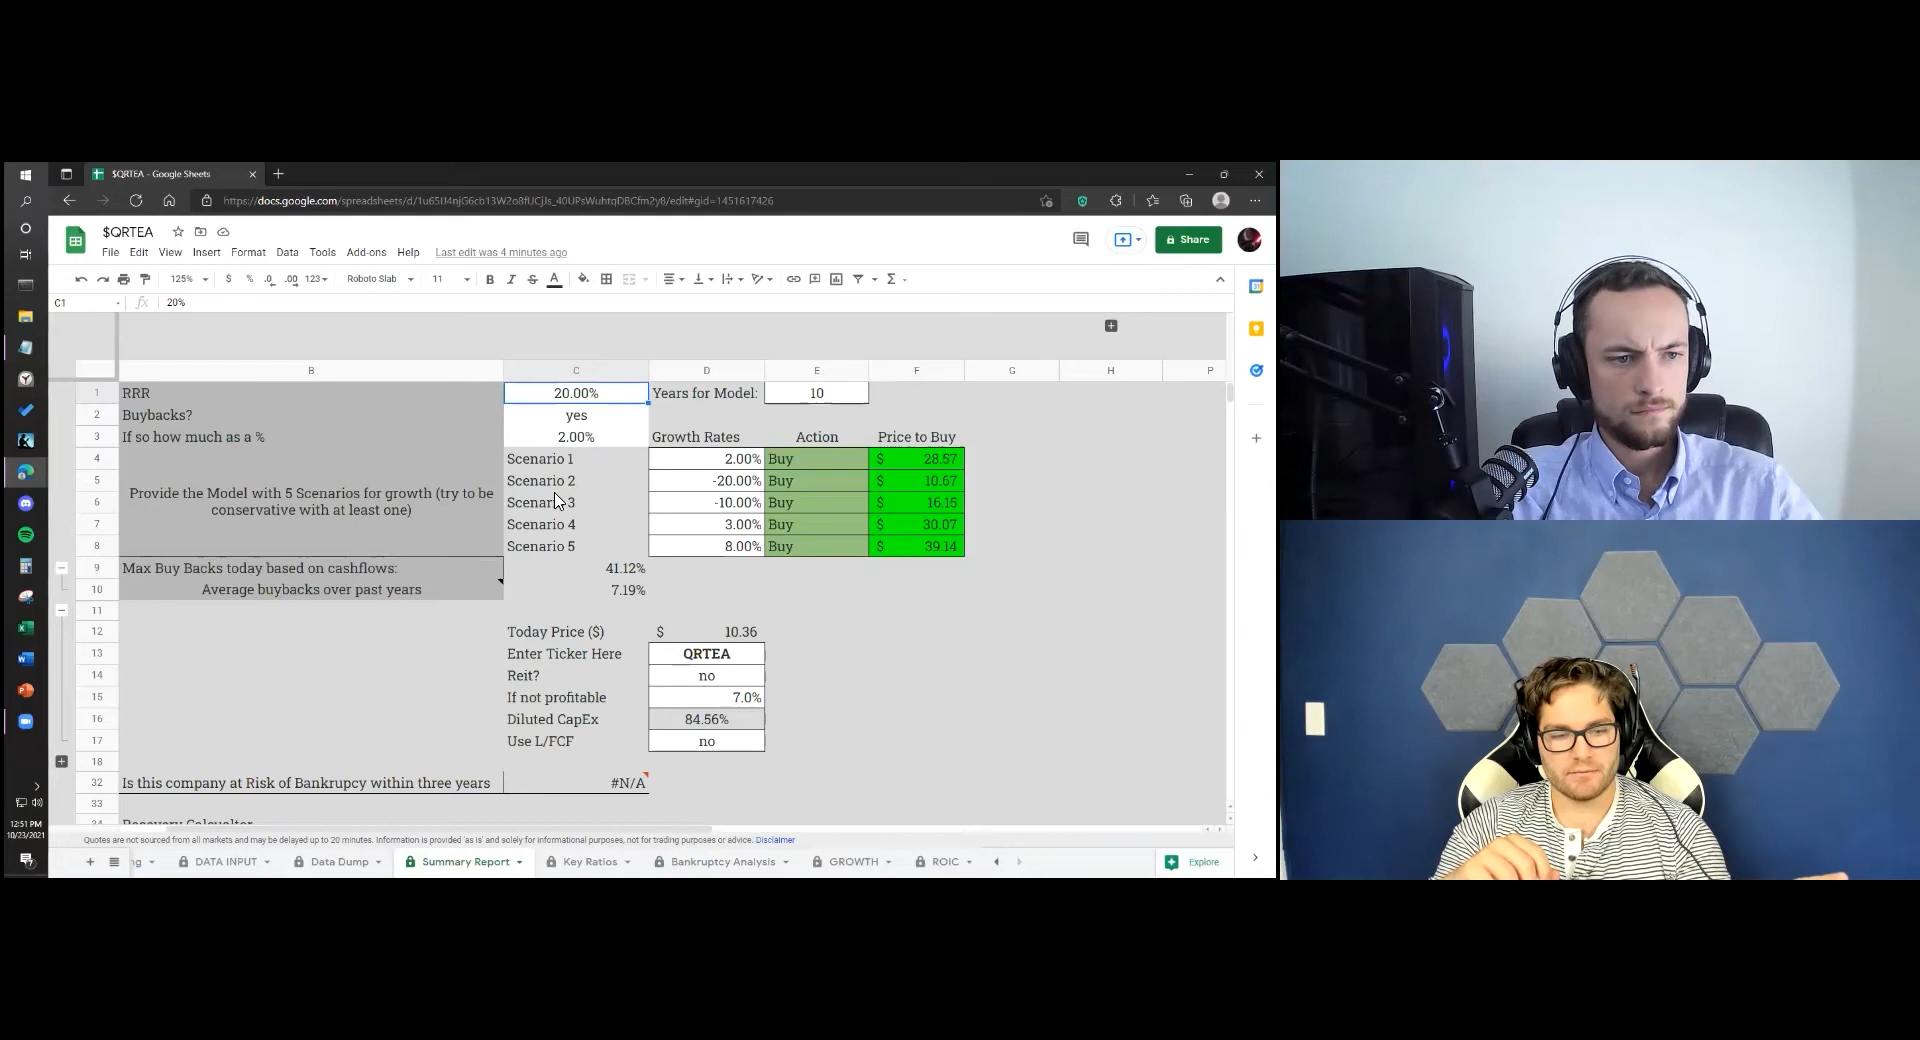 $QRTEA - Google Sheets
https://docs.google.com/spreadsheets/d/1u65U4njG6cb13W2o8fUCjJs_40UPsWuhtqDBCfm2y8/edit#gid=1451617426
$QRTEA
File Edit View Insert Format Data Tools Add-ons Help Last edit was 4 minutes ago
Share
125% $ % .0 .00 123 Roboto Slab 11 B I S A
C1 fx 20%
B C D E F G H P
1 RRR 20.00% Years for Model: 10
2 Buybacks? yes
3 If so how much as a % 2.00% Growth Rates Action Price to Buy
4 Scenario 1 2.00% Buy $ 28.57
5 Scenario 2 -20.00% Buy $ 10.67
Provide the Model with 5 Scenarios for growth (try to be
6 Scenario 3 -10.00% Buy $ 16.15
conservative with at least one)
7 Scenario 4 3.00% Buy $ 30.07
8 Scenario 5 8.00% Buy $ 39.14
9 Max Buy Backs today based on cashflows: 41.12%
10 Average buybacks over past years 7.19%
11
12 Today Price ($) $ 10.36
13 Enter Ticker Here QRTEA
14 Reit? no
15 If not profitable 7.0%
16 Diluted CapEx 84.56%
17 Use L/FCF no
18
32 Is this company at Risk of Bankrupcy within three years #N/A
33
34 Recovery Calcualtor
12:51 PM
10/23/2021
Quotes are not sourced from all markets and may be delayed up to 20 minutes. Information is provided 'as is' and solely for informational purposes, not for trading purposes or advice. Disclaimer
ng DATA INPUT Data Dump Summary Report Key Ratios Bankruptcy Analysis GROWTH ROIC Explore